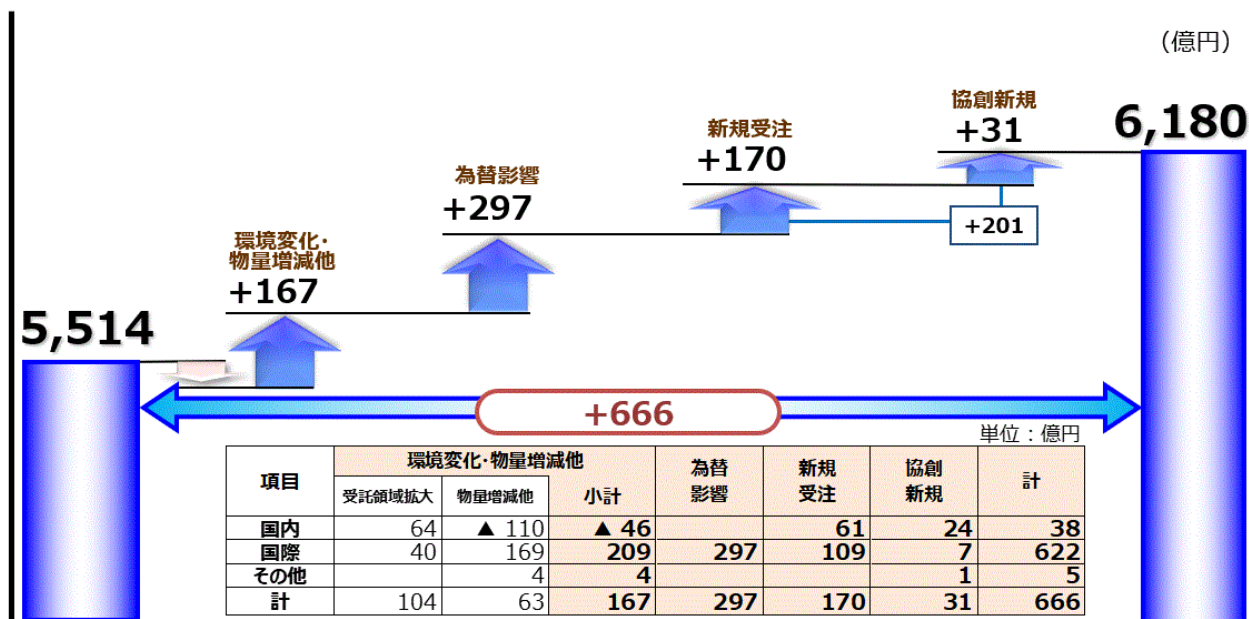 (億円)
協創新規
+31
6,180
新規受注
+170
為替影響
+297
+201
環境変化・
物量増減他
+167
5,514
+666
単位：億円
項目 環境変化・物量増減他 為替影響 新規受注 協創新規 計
受託領域拡大 物量増減他 小計
国内 64 ▲ 110 ▲ 46 61 24 38
国際 40 169 209 297 109 7 622
その他 4 4 1 5
計 104 63 167 297 170 31 666